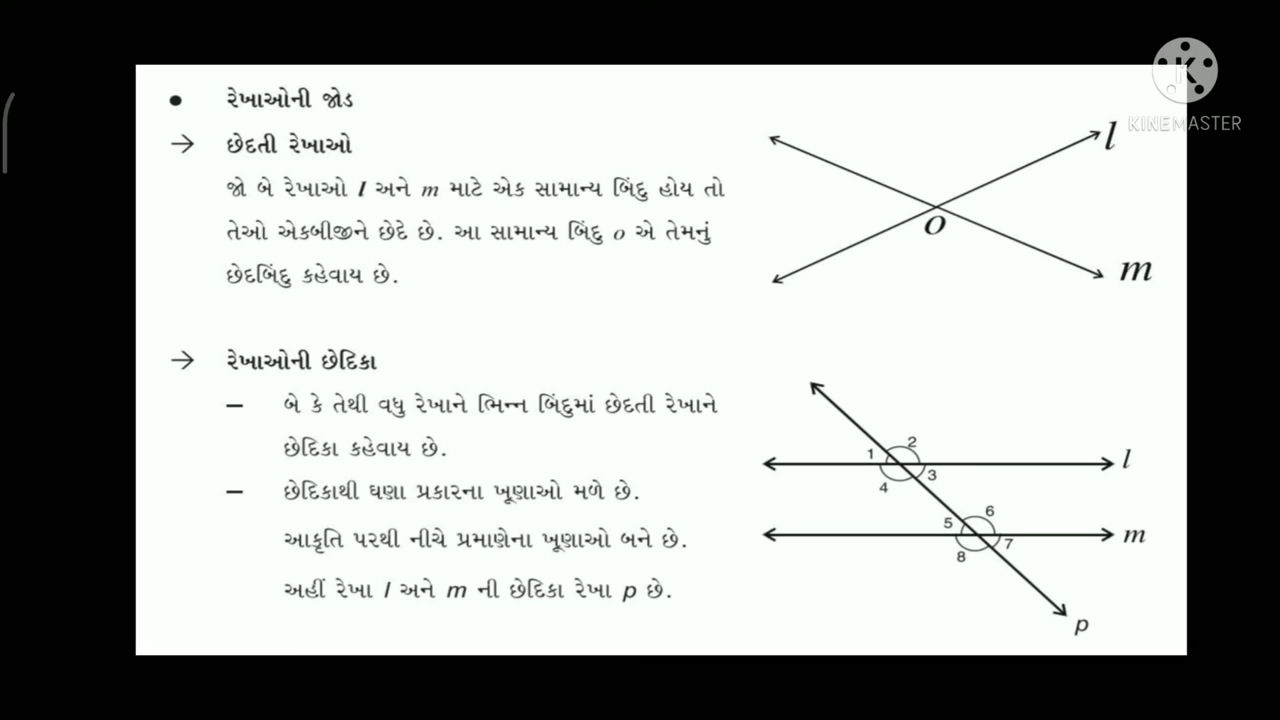 ● રેખાઓની જોડ
→ છેદતી રેખાઓ
જો બે રેખાઓ l અને m માટે એક સામાન્ય બિંદુ હોય તો
તેઓ એકબીજીને છેદે છે. આ સામાન્ય બિંદુ o એ તેમનું
છેદબિંદુ કહેવાય છે.
l
o
m
K
KINEMASTER
→ રેખાઓની છેદિકા
– બે કે તેથી વધુ રેખાને ભિન્ન બિંદુમાં છેદતી રેખાને
છેદિકા કહેવાય છે.
– છેદિકાથી ઘણા પ્રકારના ખૂણાઓ મળે છે.
આકૃતિ પરથી નીચે પ્રમાણેના ખૂણાઓ બને છે.
અહીં રેખા l અને m ની છેદિકા રેખા p છે.
1 2 l
4 3
5 6 m
8 7
p